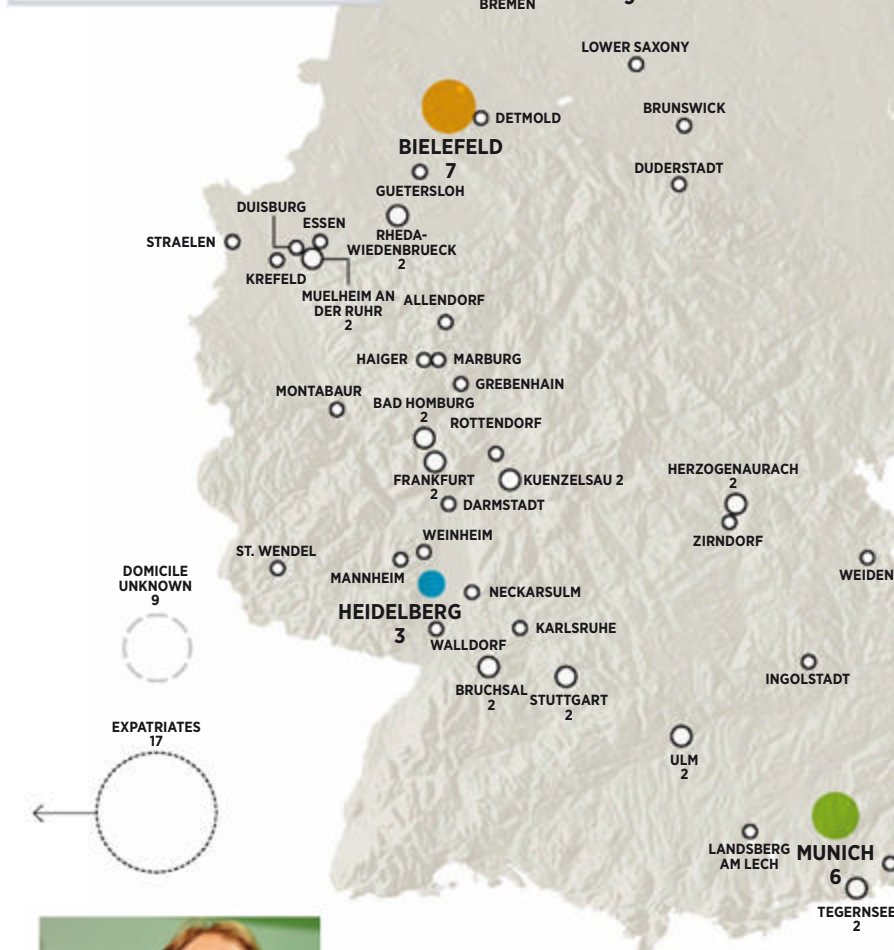 BREMEN
LOWER SAXONY
BRUNSWICK
DETMOLD
BIELEFELD
7
DUDERSTADT
GUETERSLOH
DUISBURG
ESSEN
STRAELEN
RHEDA-
WIEDENBRUECK
2
KREFELD
MUELHEIM AN
DER RUHR
2
ALLENDORF
HAIGER
MARBURG
GREBENHAIN
MONTABAUR
BAD HOMBURG
2
ROTTENDORF
FRANKFURT
2
KUENZELSAU 2
DARMSTADT
HERZOGENAURACH
2
ZIRNDORF
WEINHEIM
ST. WENDEL
MANNHEIM
WEIDEN
DOMICILE
UNKNOWN
9
NECKARSULM
HEIDELBERG
3
WALLDORF
KARLSRUHE
BRUCHSAL
2
STUTTGART
2
INGOLSTADT
EXPATRIATES
17
ULM
2
LANDSBERG
AM LECH
MUNICH
6
TEGERNSEE
2